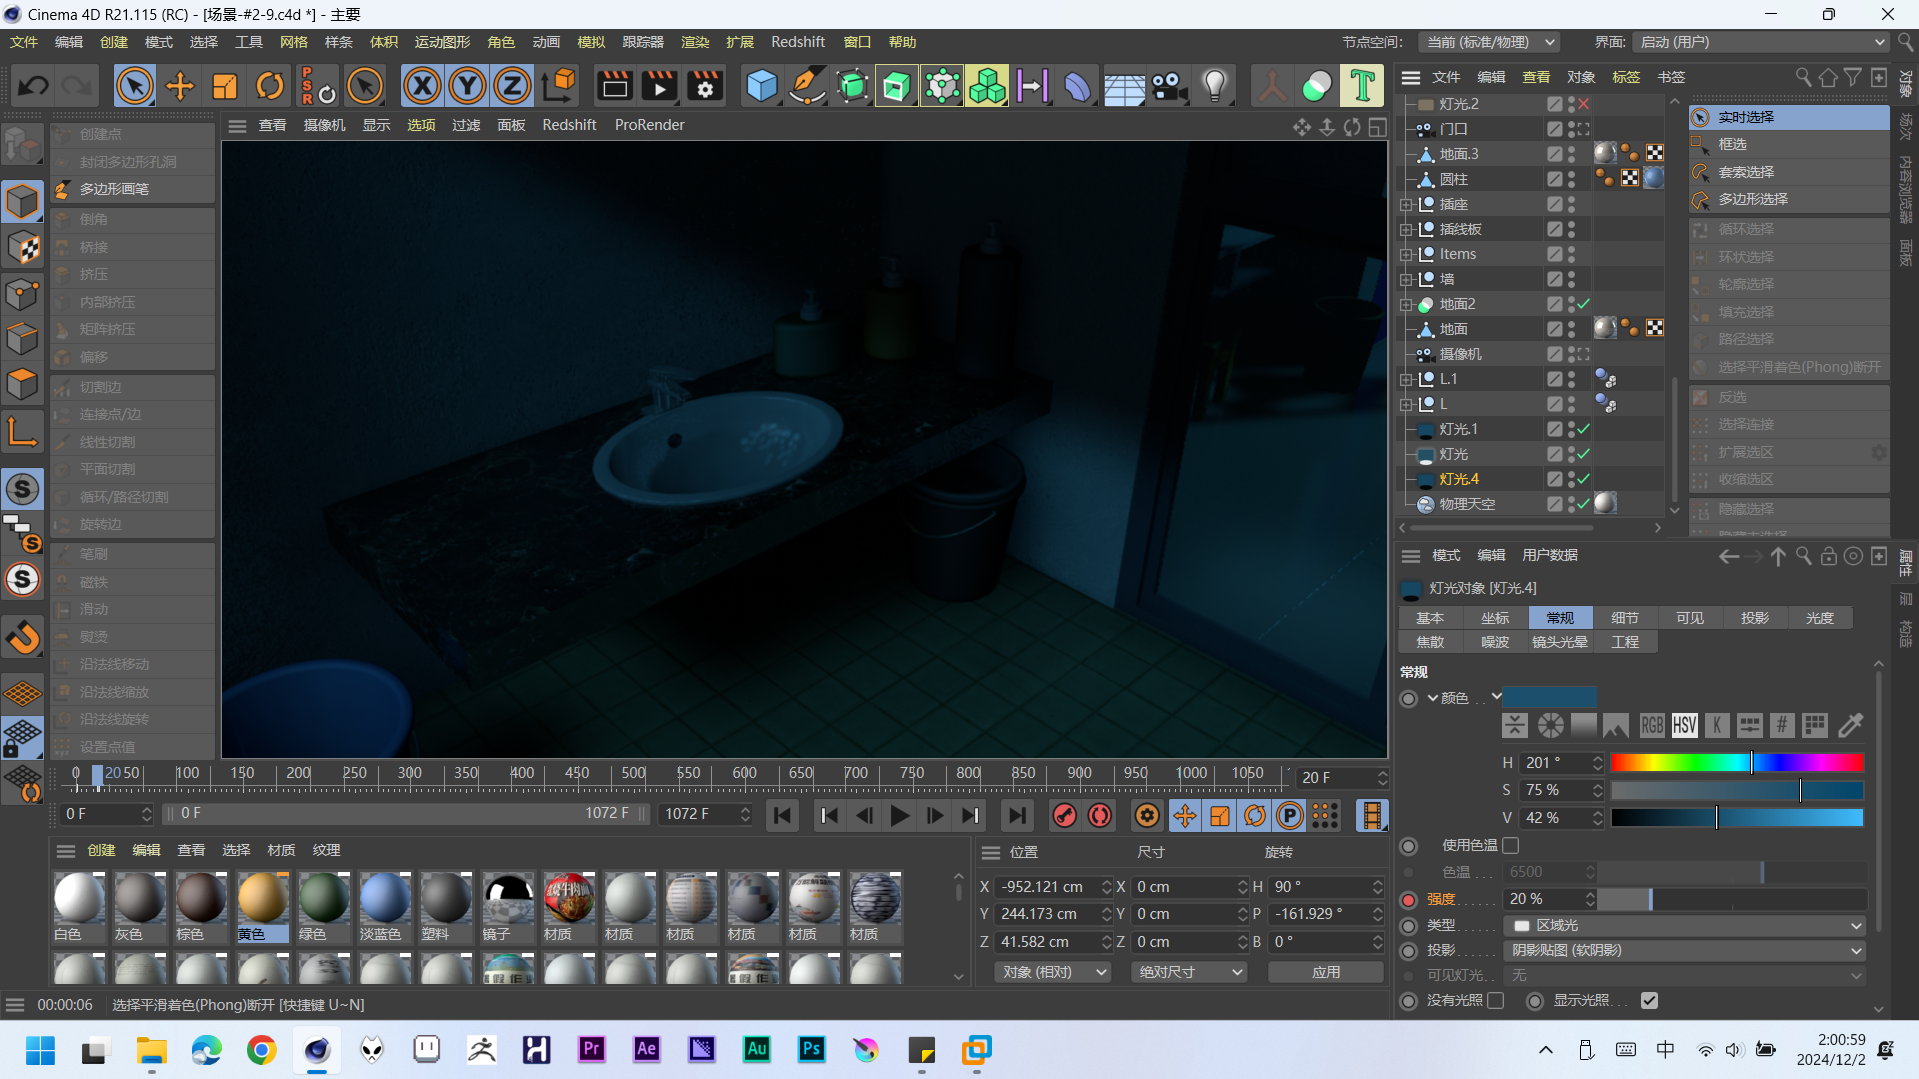 Cinema 4D R21.115 (RC) - [场景-#2-9.c4d *] - 主要
文件 编辑 创建 模式 选择 工具 网格 样条 体积 运动图形 角色 动画 模拟 跟踪器 渲染 扩展 Redshift 窗口 帮助
节点空间: 当前 (标准/物理) 界面: 启动 (用户)
查看 摄像机 显示 选项 过滤 面板 Redshift ProRender
创建点
封闭多边形孔洞
多边形画笔
倒角
桥接
挤压
内部挤压
矩阵挤压
偏移
切割边
连接点/边
线性切割
平面切割
循环/路径切割
旋转边
笔刷
磁铁
滑动
熨烫
沿法线移动
沿法线缩放
沿法线旋转
设置点值
文件 编辑 查看 对象 标签 书签
灯光.2
门口
地面.3
圆柱
插座
插线板
Items
墙
地面2
地面
摄像机
L.1
L
灯光.1
灯光
灯光.4
物理天空
实时选择
框选
套索选择
多边形选择
循环选择
环状选择
轮廓选择
填充选择
路径选择
选择平滑着色(Phong)断开
反选
选择连接
扩展选区
收缩选区
隐藏选择
对象
场次
内容浏览器
面板
模式 编辑 用户数据
灯光对象 [灯光.4]
基本 坐标 常规 细节 可见 投影 光度
焦散 噪波 镜头光晕 工程
常规
颜色 . .
RGB HSV K #
H 201 °
S 75 %
V 42 %
使用色温
色温 . . . 6500
强度 . . . . . . 20 %
类型 . . . . . . 区域光
投影 . . . . . . 阴影贴图 (软阴影)
可见灯光 . . 无
没有光照 显示光照 . . .
属性
层
构造
0 20 50 100 150 200 250 300 350 400 450 500 550 600 650 700 750 800 850 900 950 1000 1050 20 F
0 F 0 F 1072 F 1072 F
创建 编辑 查看 选择 材质 纹理
白色 灰色 棕色 黄色 绿色 淡蓝色 塑料 镜子 材质 材质 材质 材质 材质 材质
位置 尺寸 旋转
X -952.121 cm X 0 cm H 90 °
Y 244.173 cm Y 0 cm P -161.929 °
Z 41.582 cm Z 0 cm B 0 °
对象 (相对) 绝对尺寸 应用
00:00:06 选择平滑着色(Phong)断开 [快捷键 U~N]
Pr Ae Au Ps
中
2:00:59
2024/12/2